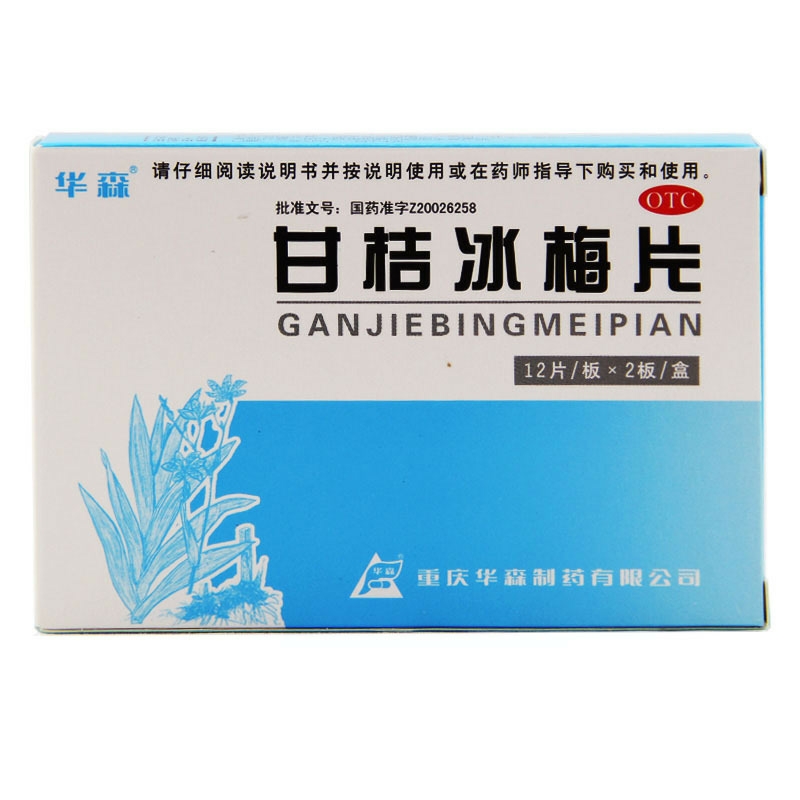 华森®
请仔细阅读说明书并按说明使用或在药师指导下购买和使用。
OTC
批准文号：国药准字Z20026258
甘桔冰梅片
GANJIEBINGMEIPIAN
12片/板×2板/盒
华森®
重庆华森制药有限公司